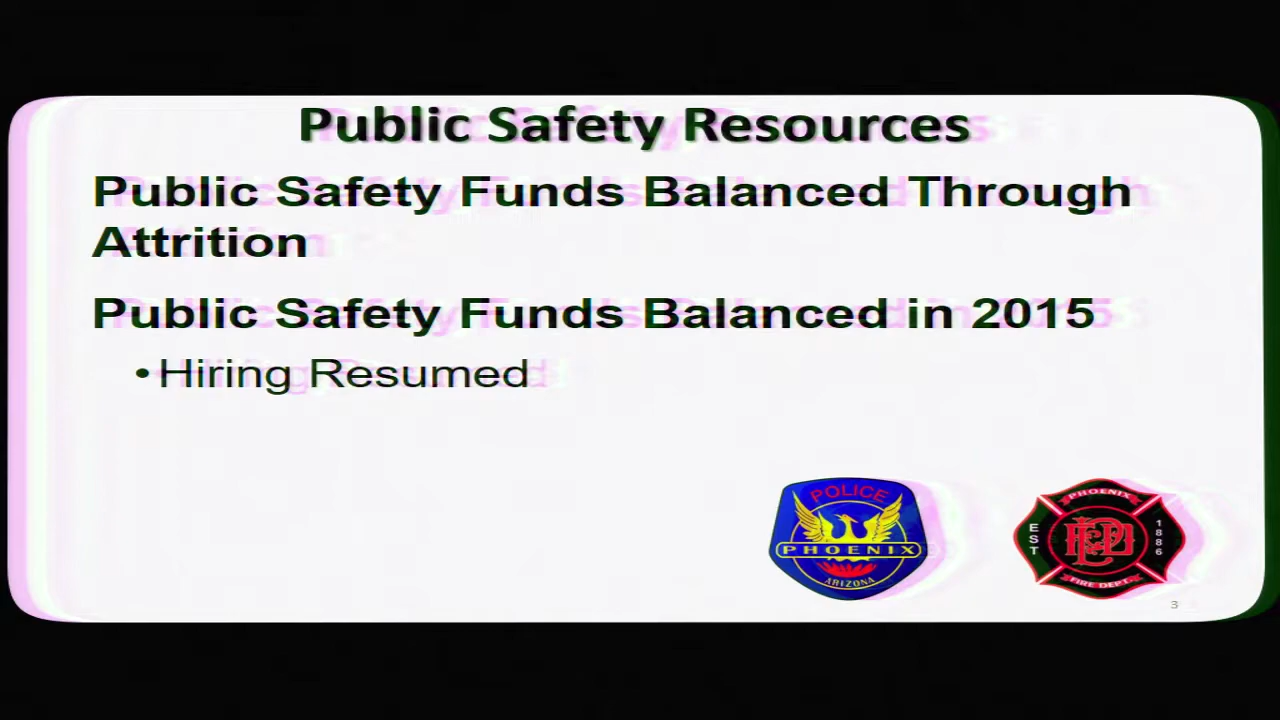 Public Safety Resources
Public Safety Funds Balanced Through
Attrition
Public Safety Funds Balanced in 2015
• Hiring Resumed
POLICE
PHOENIX
ARIZONA
PHOENIX
EST
1886
FIRE DEPT.
3